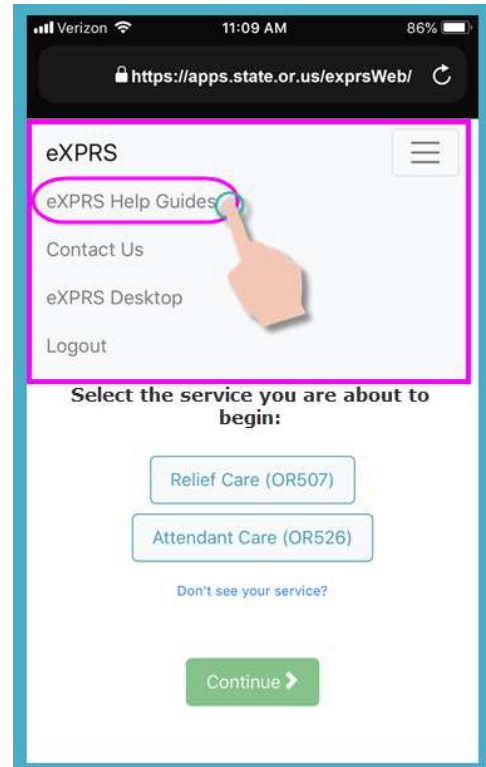 Verizon 11:09 AM 86%
https://apps.state.or.us/exprsWeb/
eXPRS
eXPRS Help Guides
Contact Us
eXPRS Desktop
Logout
Select the service you are about to
begin:
Relief Care (OR507)
Attendant Care (OR526)
Don't see your service?
Continue